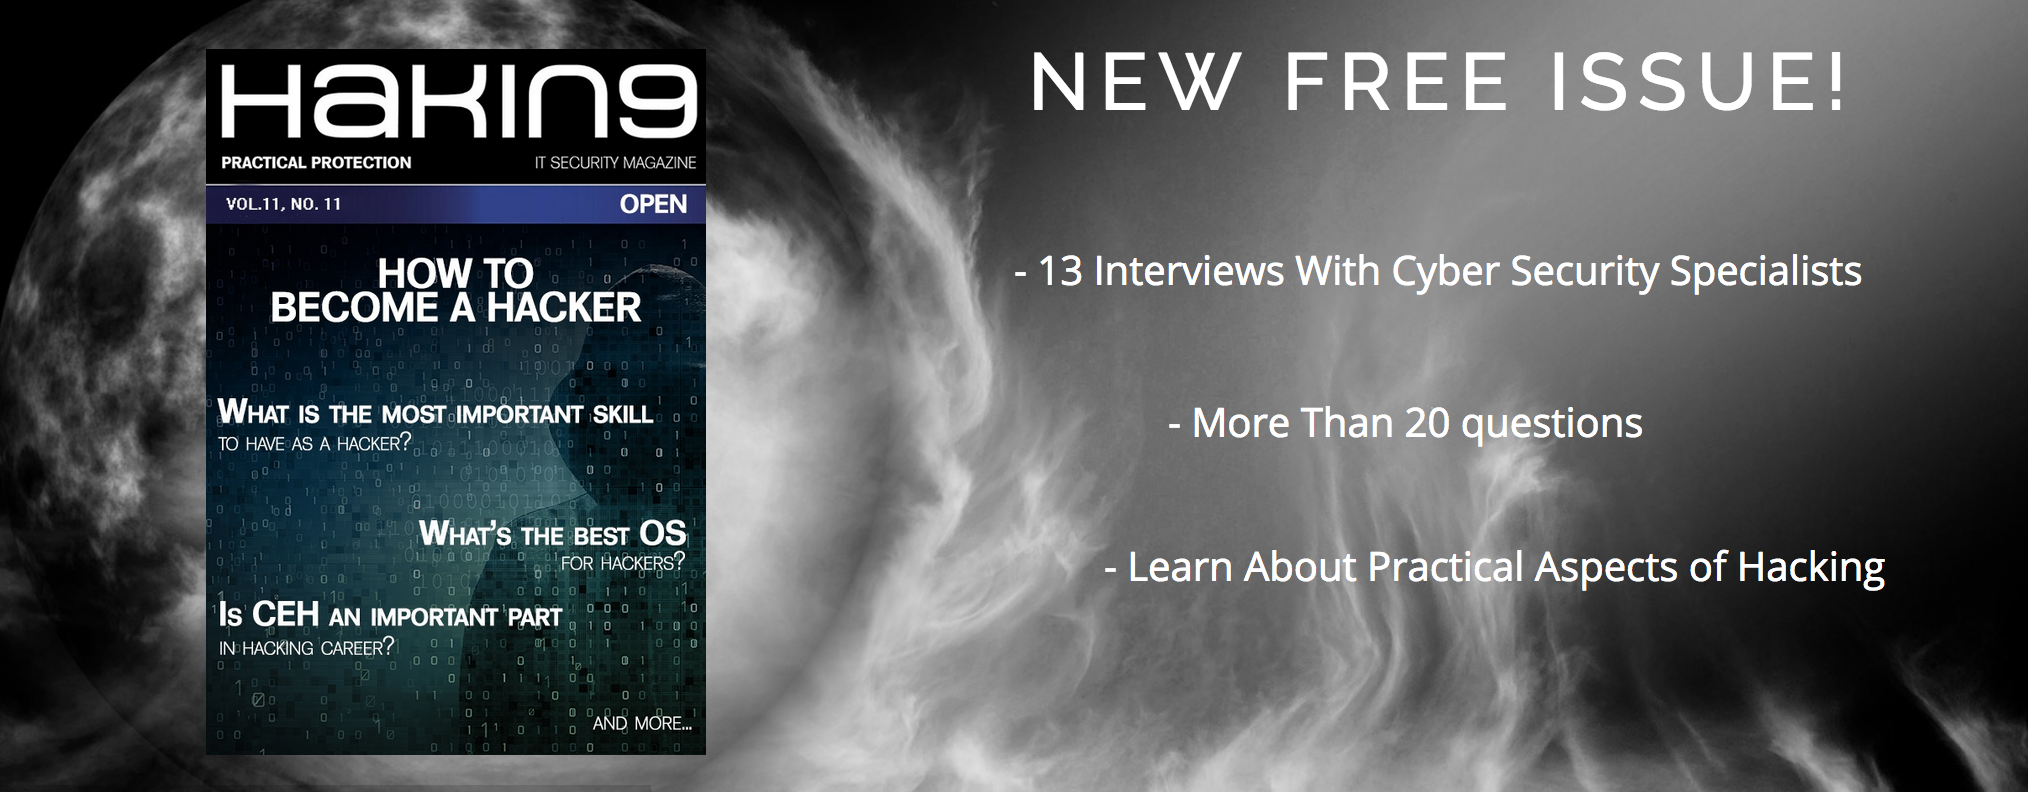 HAKIN9
PRACTICAL PROTECTION
IT SECURITY MAGAZINE
VOL.11, NO. 11
OPEN
HOW TO
BECOME A HACKER
WHAT IS THE MOST IMPORTANT SKILL
TO HAVE AS A HACKER?
WHAT'S THE BEST OS
FOR HACKERS?
IS CEH AN IMPORTANT PART
IN HACKING CAREER?
AND MORE...
NEW FREE ISSUE!
- 13 Interviews With Cyber Security Specialists
- More Than 20 questions
- Learn About Practical Aspects of Hacking